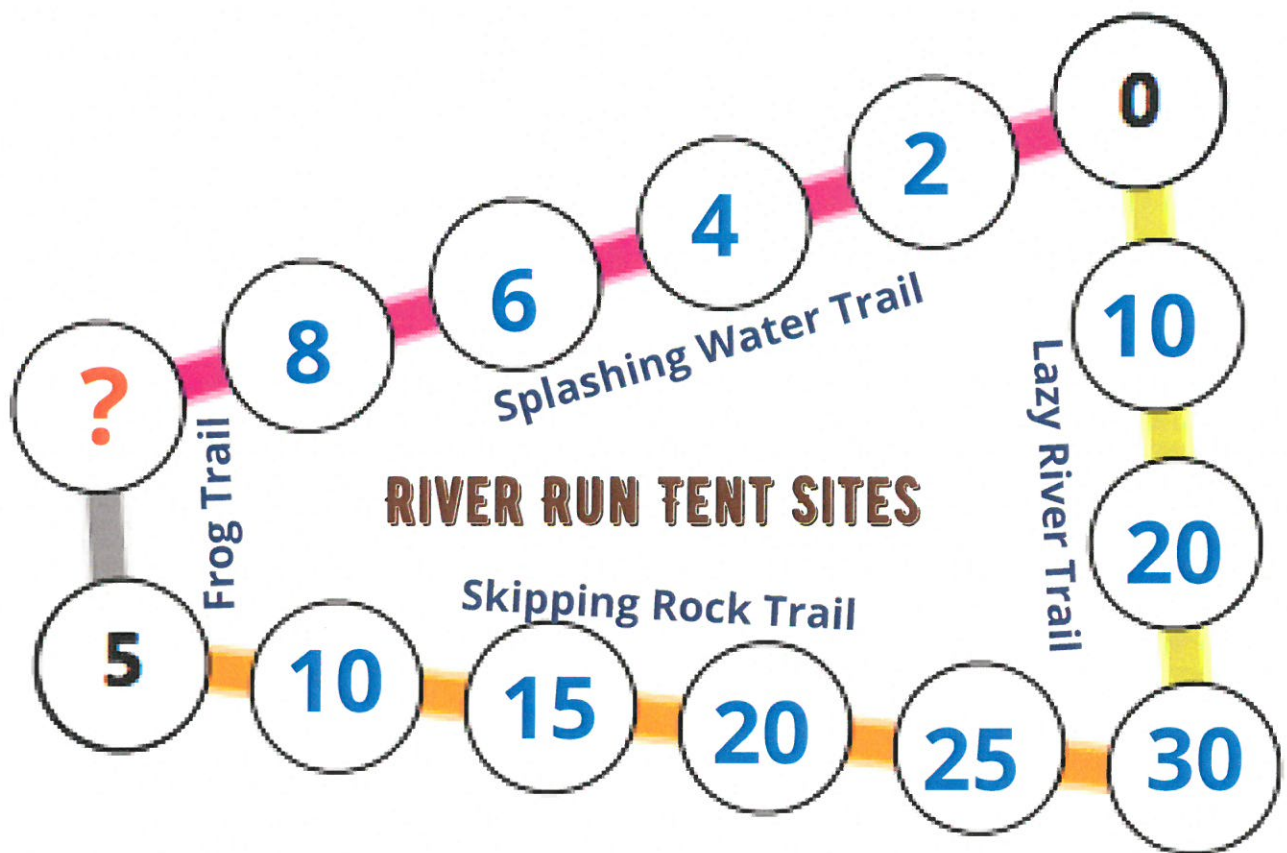 0
2
4
6
8
?
Splashing Water Trail
10
20
30
Lazy River Trail
Frog Trail
RIVER RUN TENT SITES
Skipping Rock Trail
5
10
15
20
25